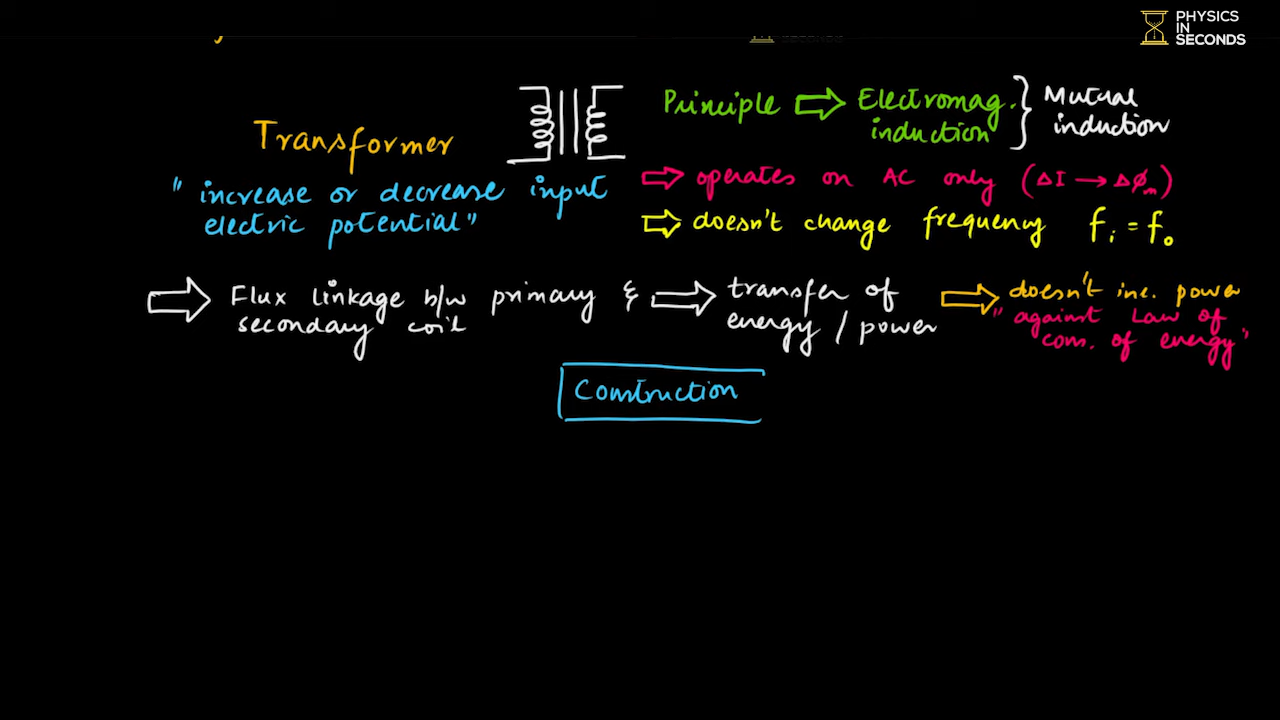 PHYSICS
IN
SECONDS
Transformer
" increase or decrease input
electric potential "
Principle ⇒ Electromag.
induction } Mutual
induction
⇒ operates on AC only (ΔI → Δϕm)
⇒ doesn't change frequency fi = fo
⇒ Flux linkage b/w primary &
secondary coil
⇒ transfer of
energy / power
⇒ doesn't inc. power
" against Law of
con. of energy "
Construction